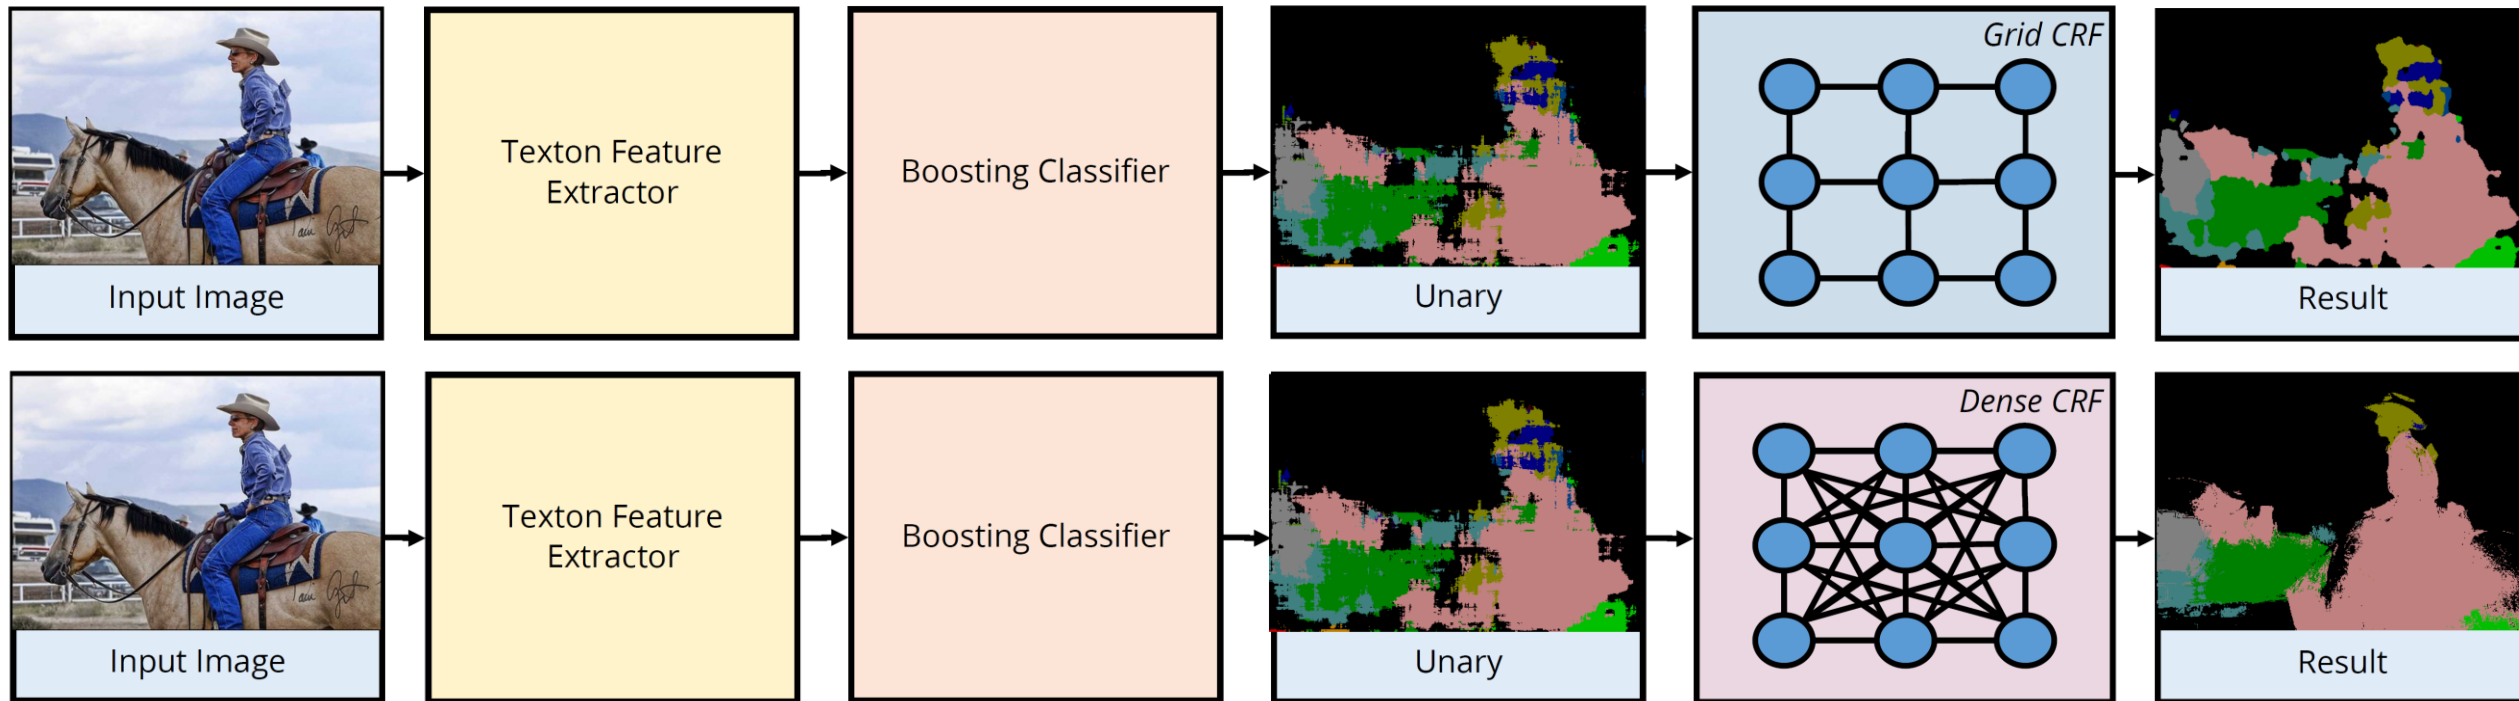 Input Image
Texton Feature
Extractor
Boosting Classifier
Unary
Grid CRF
Result
Input Image
Texton Feature
Extractor
Boosting Classifier
Unary
Dense CRF
Result